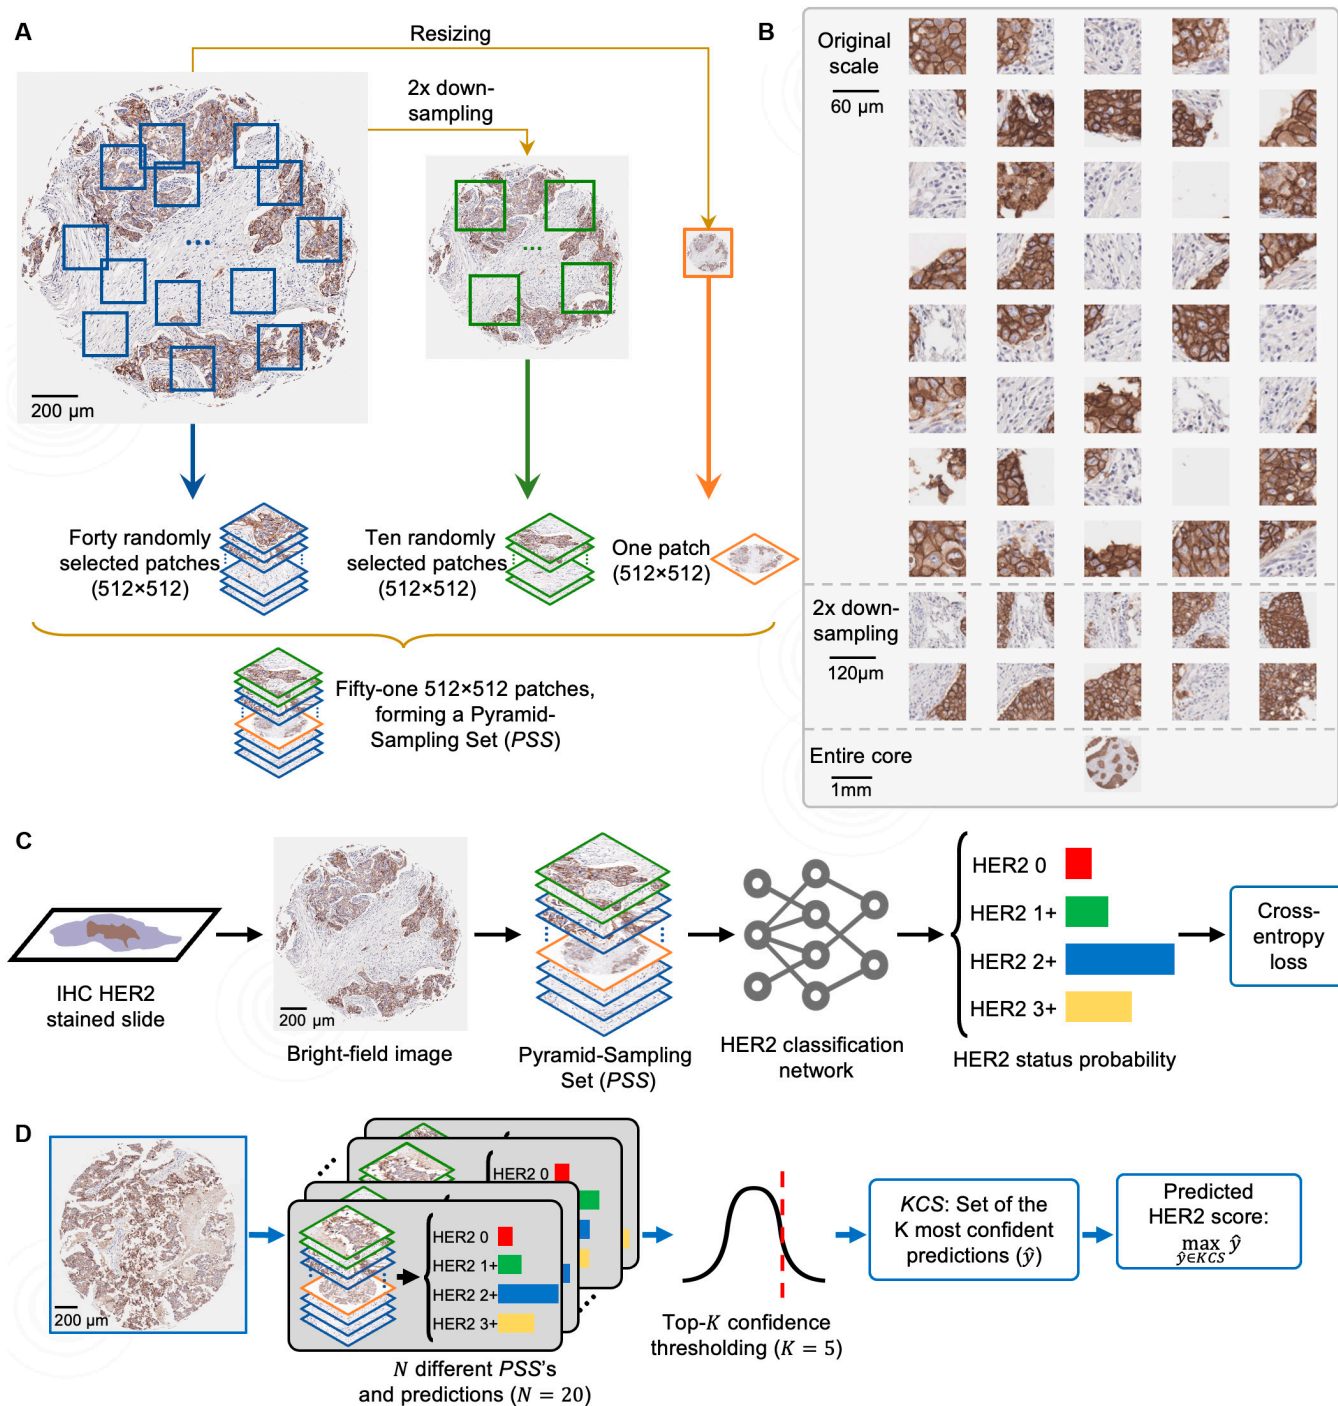 A
Resizing
2x down-
sampling
200 µm
Forty randomly
selected patches
(512×512)
Ten randomly
selected patches
(512×512)
One patch
(512×512)
Fifty-one 512×512 patches,
forming a Pyramid-
Sampling Set (PSS)
B
Original
scale
60 µm
2x down-
sampling
120µm
Entire core
1mm
C
IHC HER2
stained slide
200 µm
Bright-field image
Pyramid-Sampling
Set (PSS)
HER2 classification
network
HER2 0
HER2 1+
HER2 2+
HER2 3+
HER2 status probability
Cross-
entropy
loss
D
200 µm
HER2 0
HER2 0
HER2 1+
HER2 2+
HER2 3+
N different PSS's
and predictions (N = 20)
Top-K confidence
thresholding (K = 5)
KCS: Set of the
K most confident
predictions (ŷ)
Predicted
HER2 score:
max ŷ
ŷ∈KCS